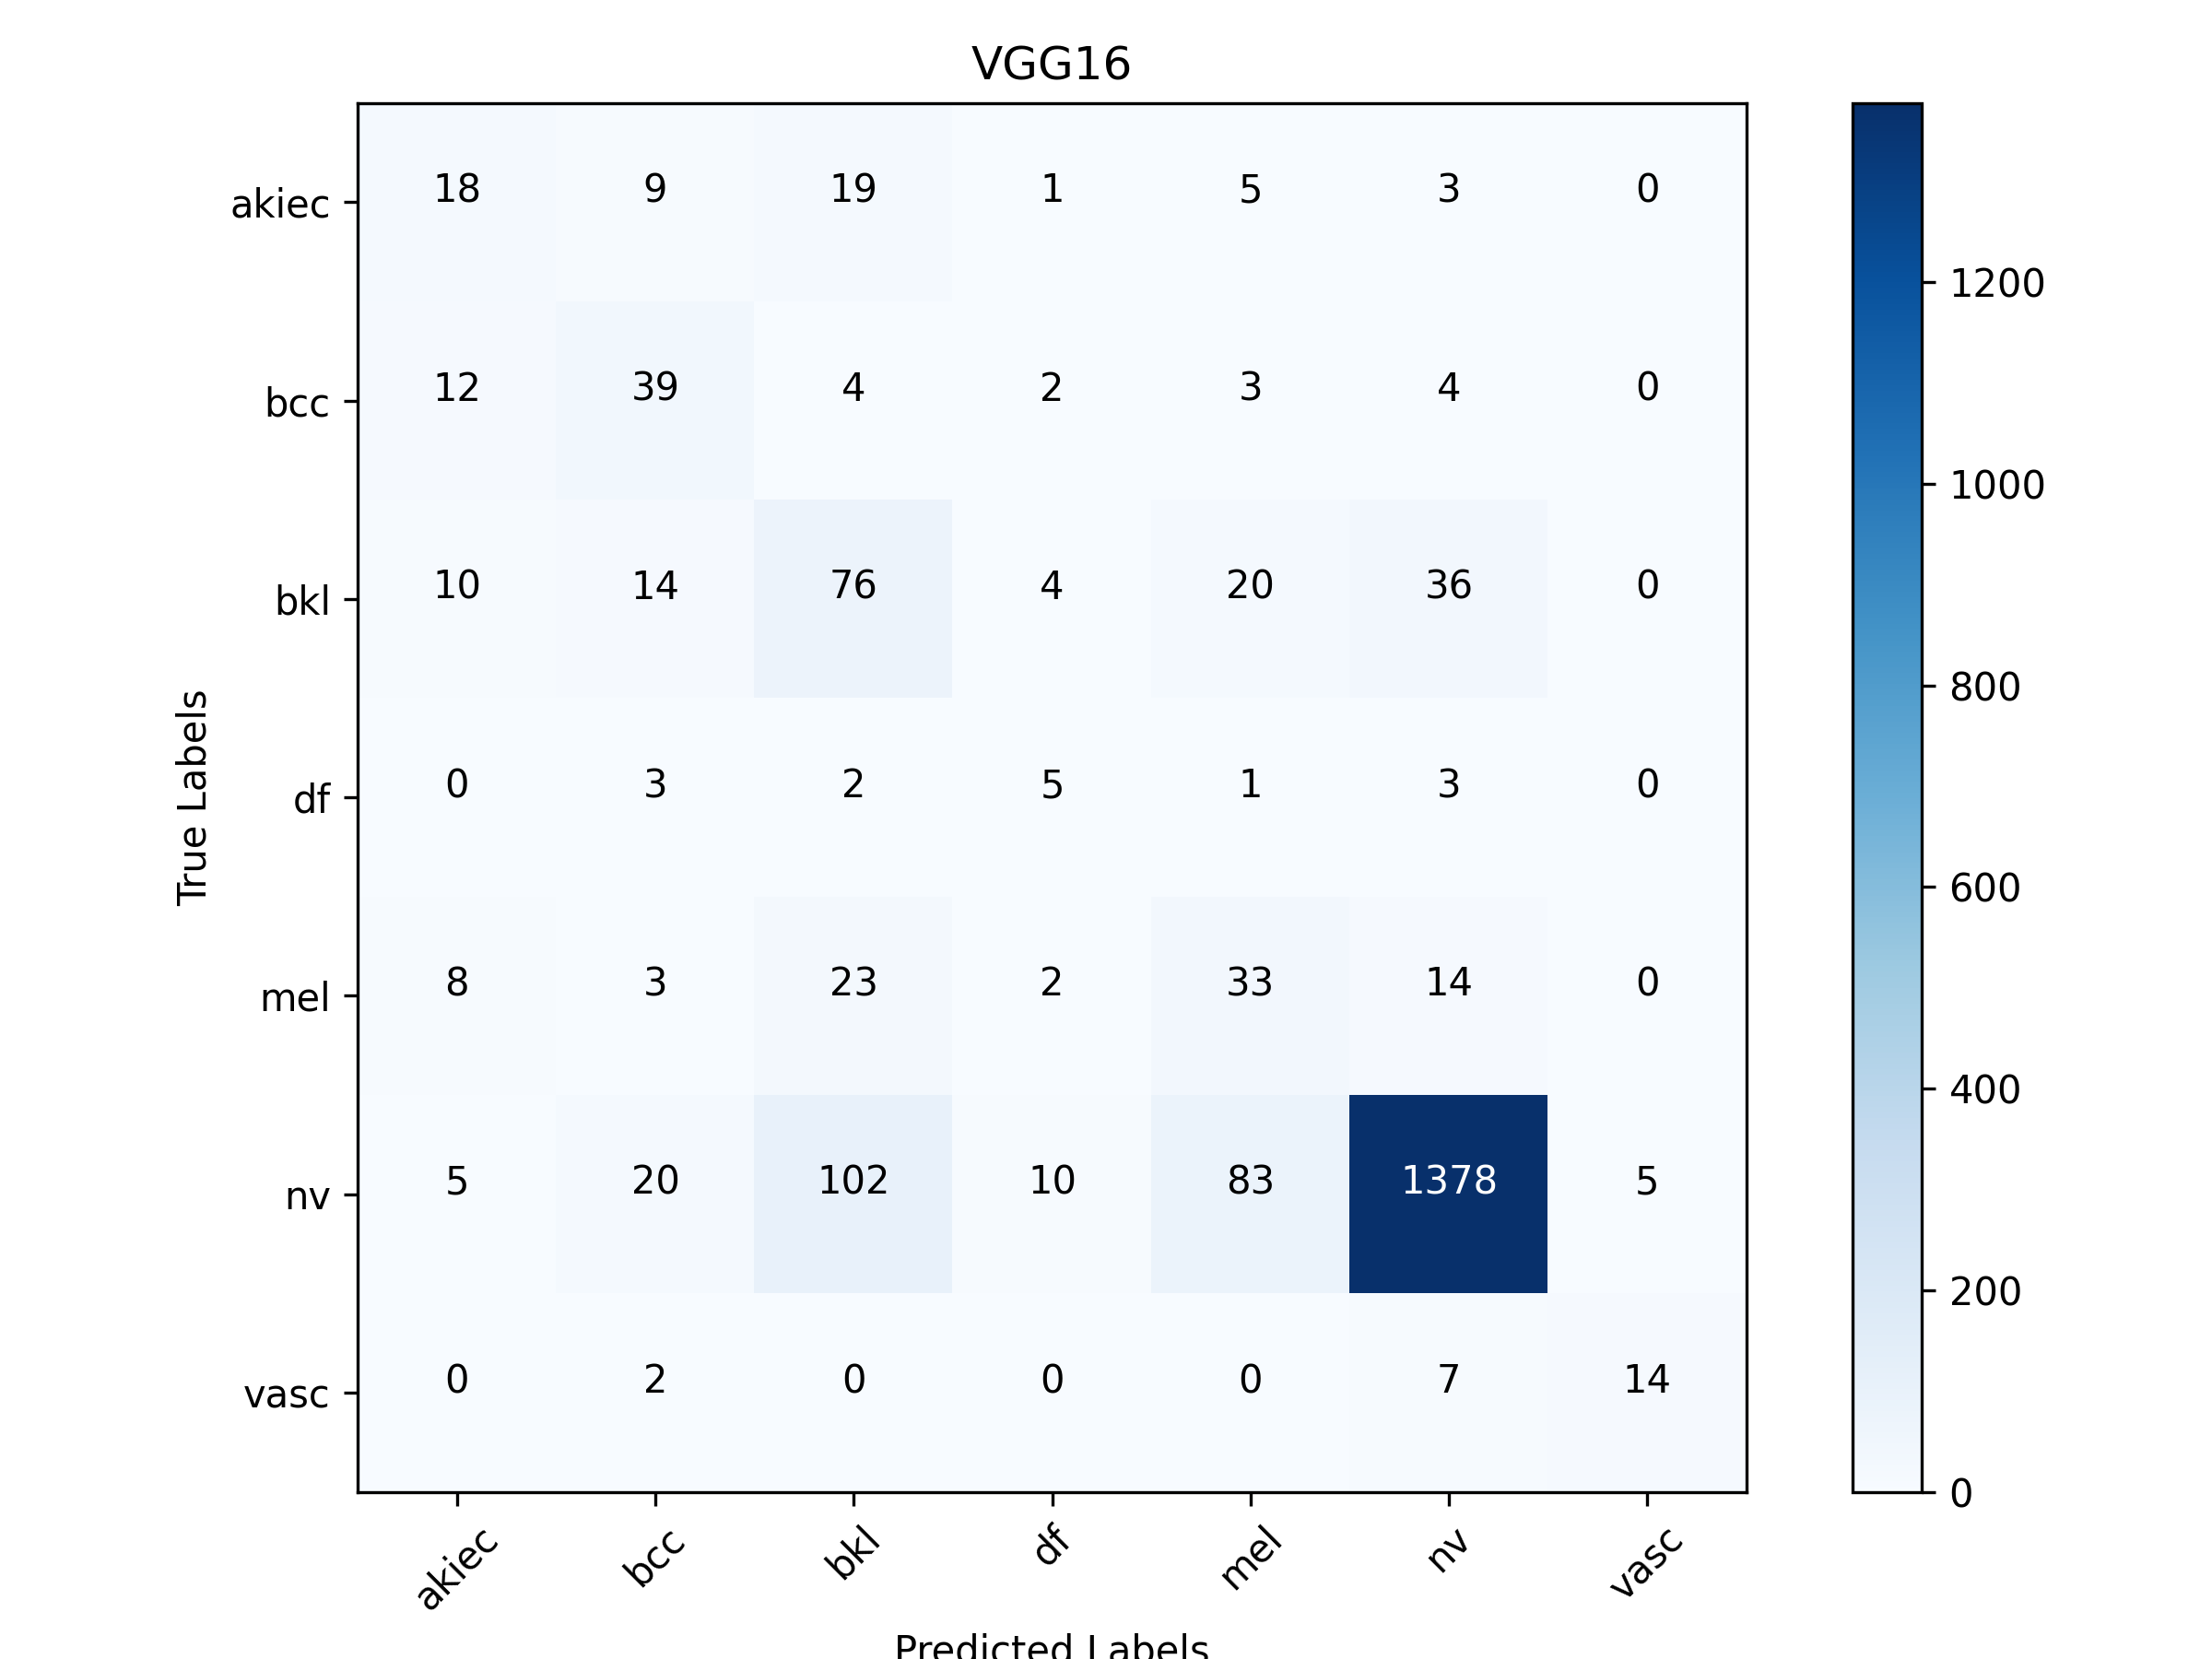 VGG16
akiec 18 9 19 1 5 3 0
bcc 12 39 4 2 3 4 0
bkl 10 14 76 4 20 36 0
df 0 3 2 5 1 3 0
mel 8 3 23 2 33 14 0
nv 5 20 102 10 83 1378 5
vasc 0 2 0 0 0 7 14
akiec bcc bkl df mel nv vasc
True Labels
Predicted Labels
1200
1000
800
600
400
200
0